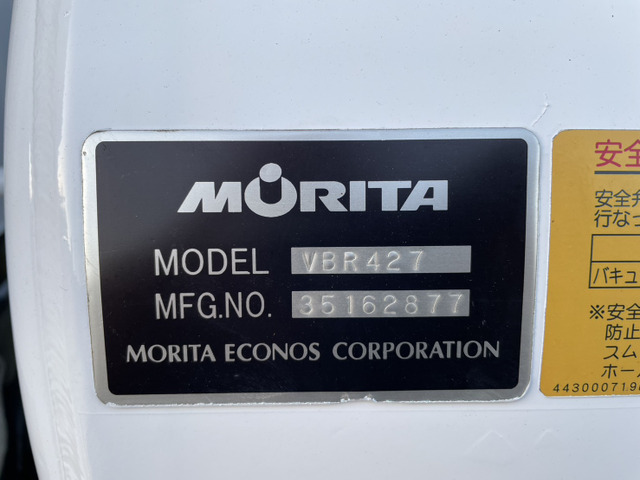 MORITA
MODEL VBR427
MFG.NO. 35162877
MORITA ECONOS CORPORATION
安全
安全弁
行なっ
バキュ
※安全
防止
スム
ホー